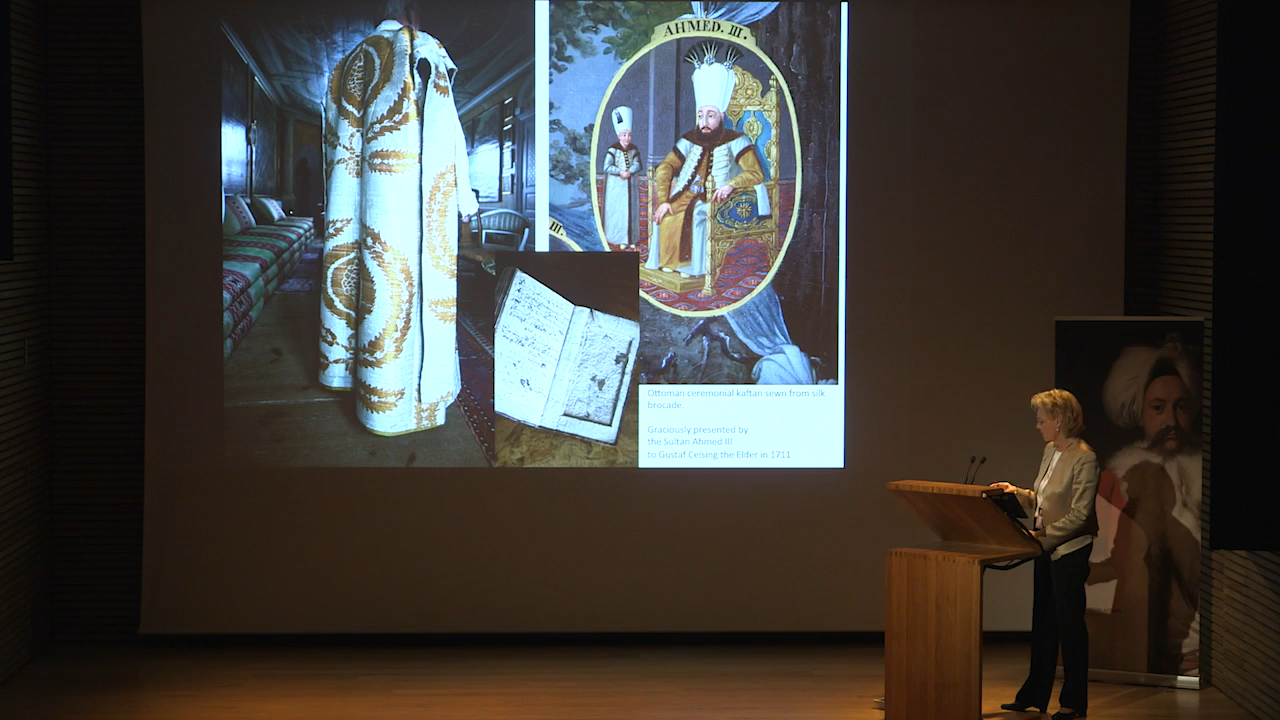 AHMED. III.
III.
Ottoman ceremonial kaftan sewn from silk
brocade.
Graciously presented by
the Sultan Ahmed III
to Gustaf Celsing the Elder in 1711